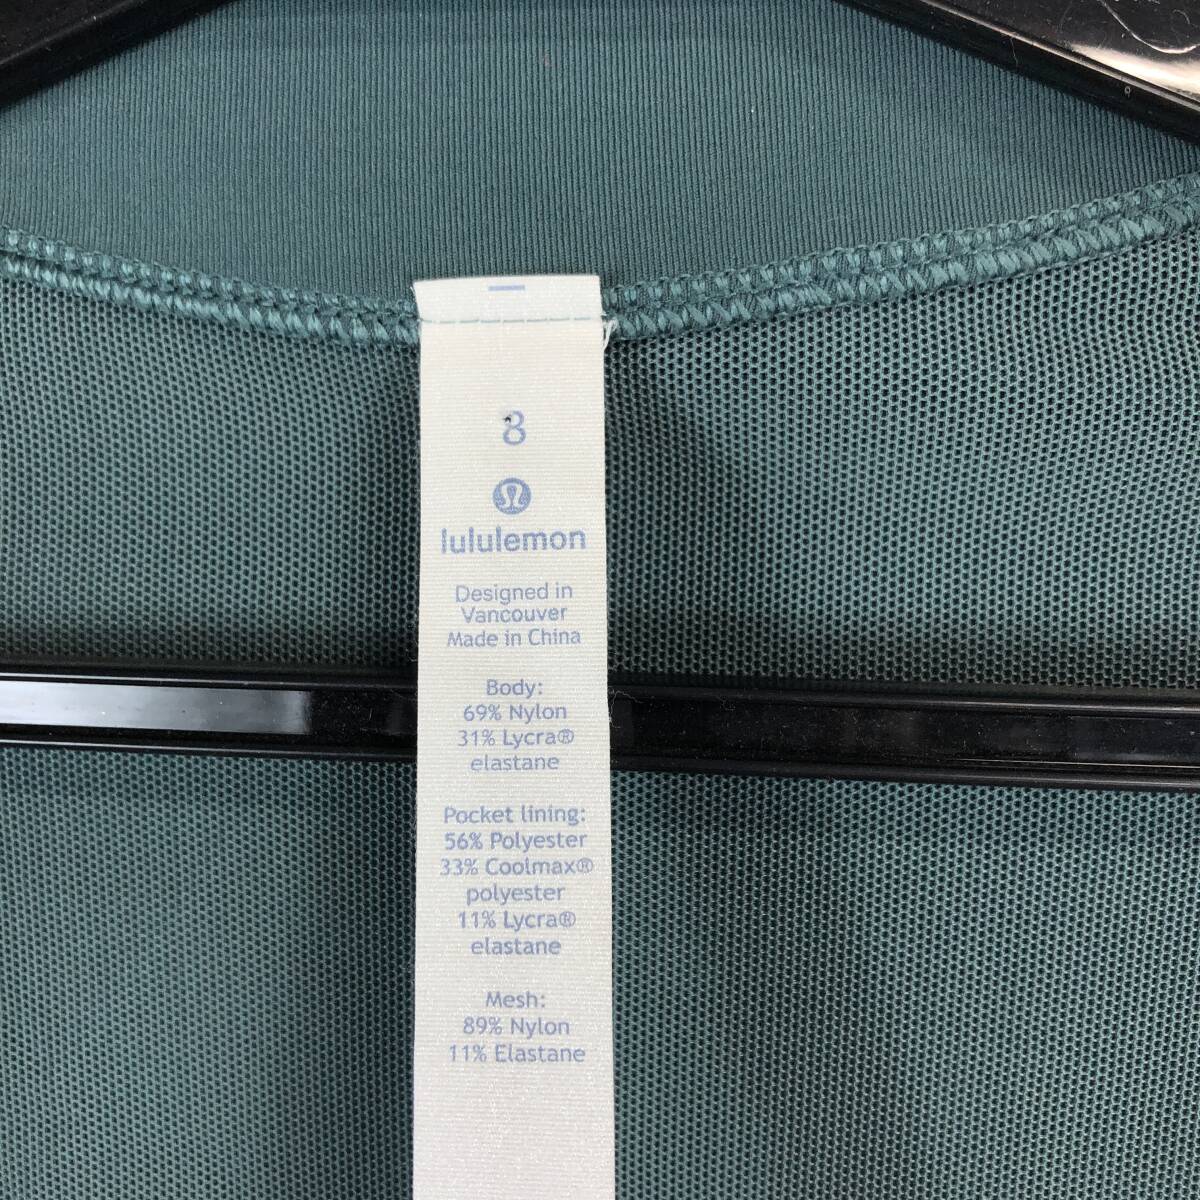 8
lululemon
Designed in
Vancouver
Made in China
Body:
69% Nylon
31% Lycra®
elastane
Pocket lining:
56% Polyester
33% Coolmax®
polyester
11% Lycra®
elastane
Mesh:
89% Nylon
11% Elastane